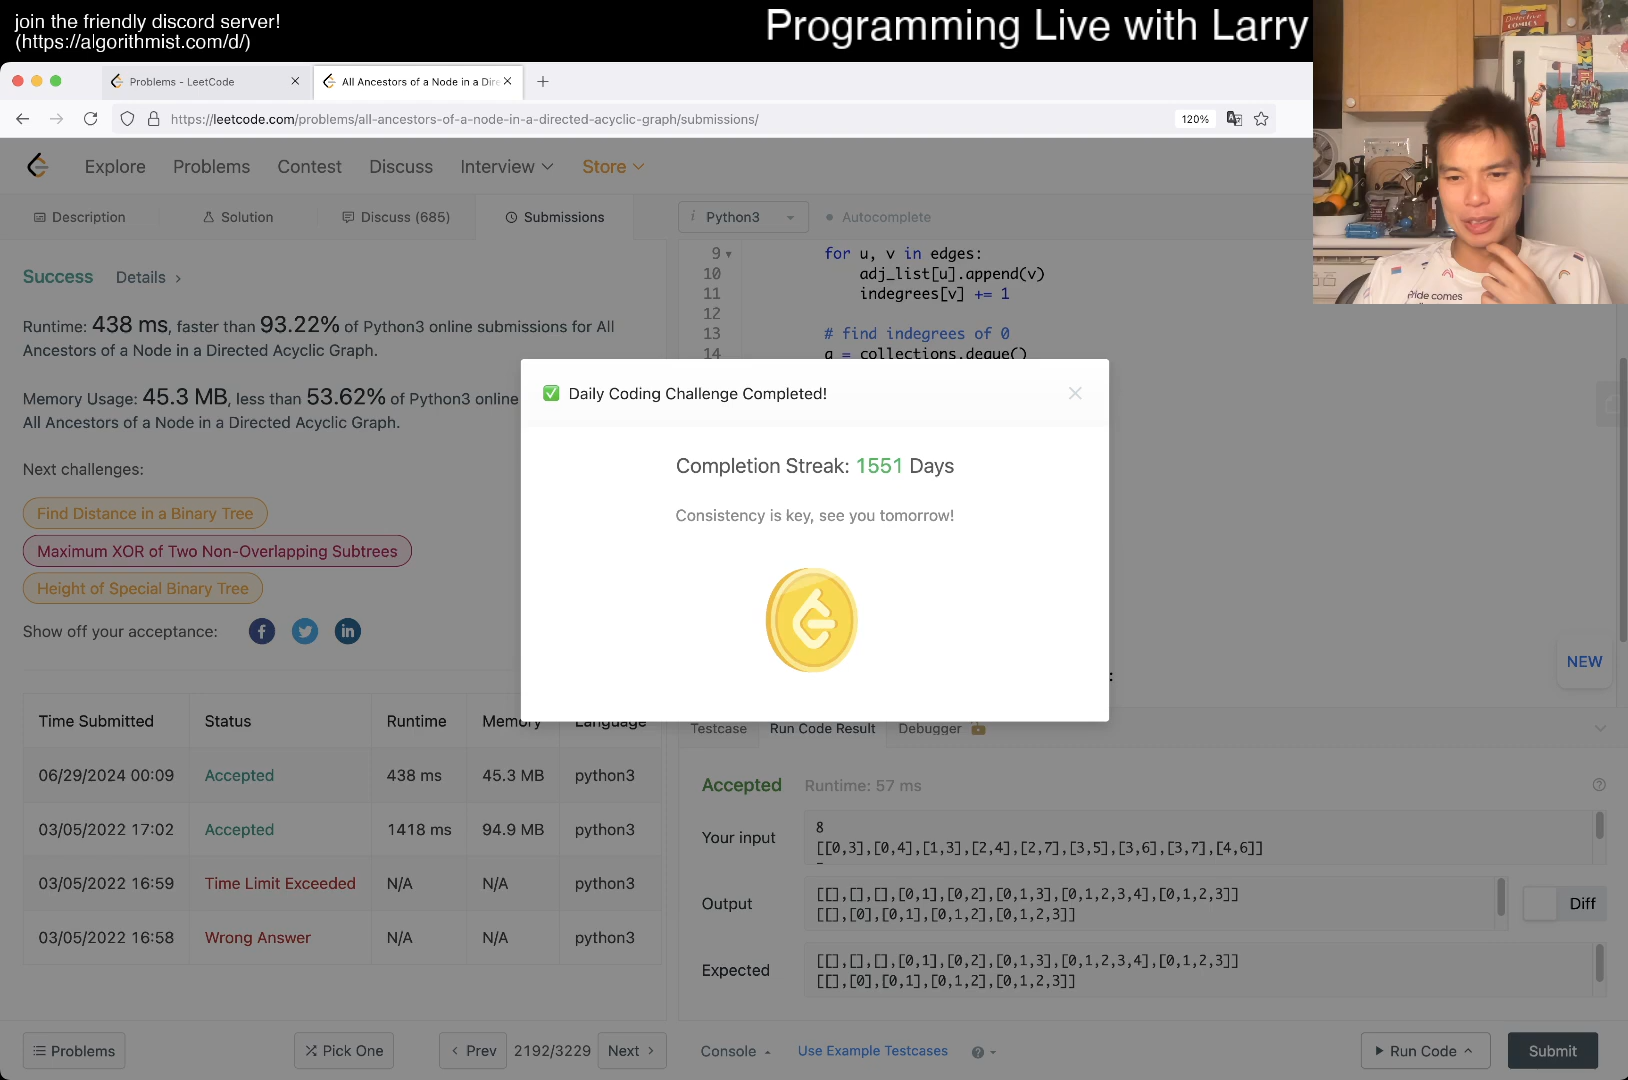 join the friendly discord server!
(https://algorithmist.com/d/)
Programming Live with Larry
Problems - LeetCode
All Ancestors of a Node in a Dire
https://leetcode.com/problems/all-ancestors-of-a-node-in-a-directed-acyclic-graph/submissions/
120%
Explore Problems Contest Discuss Interview Store
Description Solution Discuss (685) Submissions
i Python3 Autocomplete
Success Details >
Runtime: 438 ms, faster than 93.22% of Python3 online submissions for All
Ancestors of a Node in a Directed Acyclic Graph.
Memory Usage: 45.3 MB, less than 53.62% of Python3 online
All Ancestors of a Node in a Directed Acyclic Graph.
Next challenges:
Find Distance in a Binary Tree
Maximum XOR of Two Non-Overlapping Subtrees
Height of Special Binary Tree
Show off your acceptance:
Time Submitted Status Runtime Memory Language
06/29/2024 00:09 Accepted 438 ms 45.3 MB python3
03/05/2022 17:02 Accepted 1418 ms 94.9 MB python3
03/05/2022 16:59 Time Limit Exceeded N/A N/A python3
03/05/2022 16:58 Wrong Answer N/A N/A python3
9 for u, v in edges:
10 adj_list[u].append(v)
11 indegrees[v] += 1
12
13 # find indegrees of 0
14 q = collections.deque()
Daily Coding Challenge Completed!
Completion Streak: 1551 Days
Consistency is key, see you tomorrow!
:
NEW
Testcase Run Code Result Debugger
Accepted Runtime: 57 ms
Your input
8
[[0,3],[0,4],[1,3],[2,4],[2,7],[3,5],[3,6],[3,7],[4,6]]
Output
[[],[],[],[0,1],[0,2],[0,1,3],[0,1,2,3,4],[0,1,2,3]]
[[],[0],[0,1],[0,1,2],[0,1,2,3]]
Diff
Expected
[[],[],[],[0,1],[0,2],[0,1,3],[0,1,2,3,4],[0,1,2,3]]
[[],[0],[0,1],[0,1,2],[0,1,2,3]]
Problems Pick One < Prev 2192/3229 Next > Console Use Example Testcases ? Run Code Submit
DETECTIVE COMICS
Pride comes